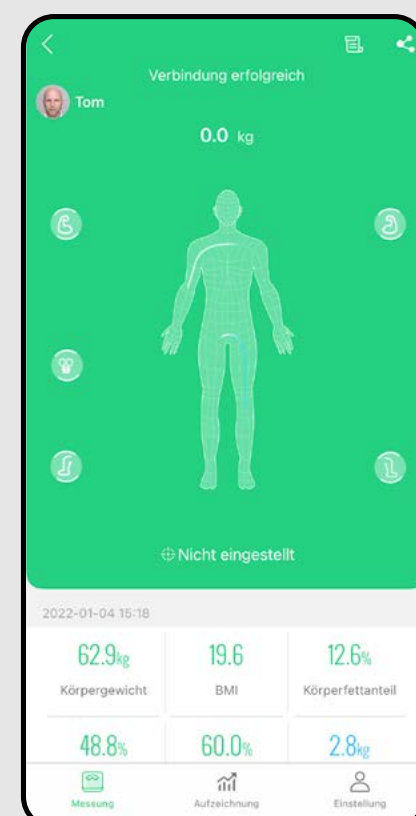 Verbindung erfolgreich
Tom
0.0 kg
Nicht eingestellt
2022-01-04 15:18
62.9kg 19.6 12.6%
Körpergewicht BMI Körperfettanteil
48.8% 60.0% 2.8kg
Messung Aufzeichnung Einstellung